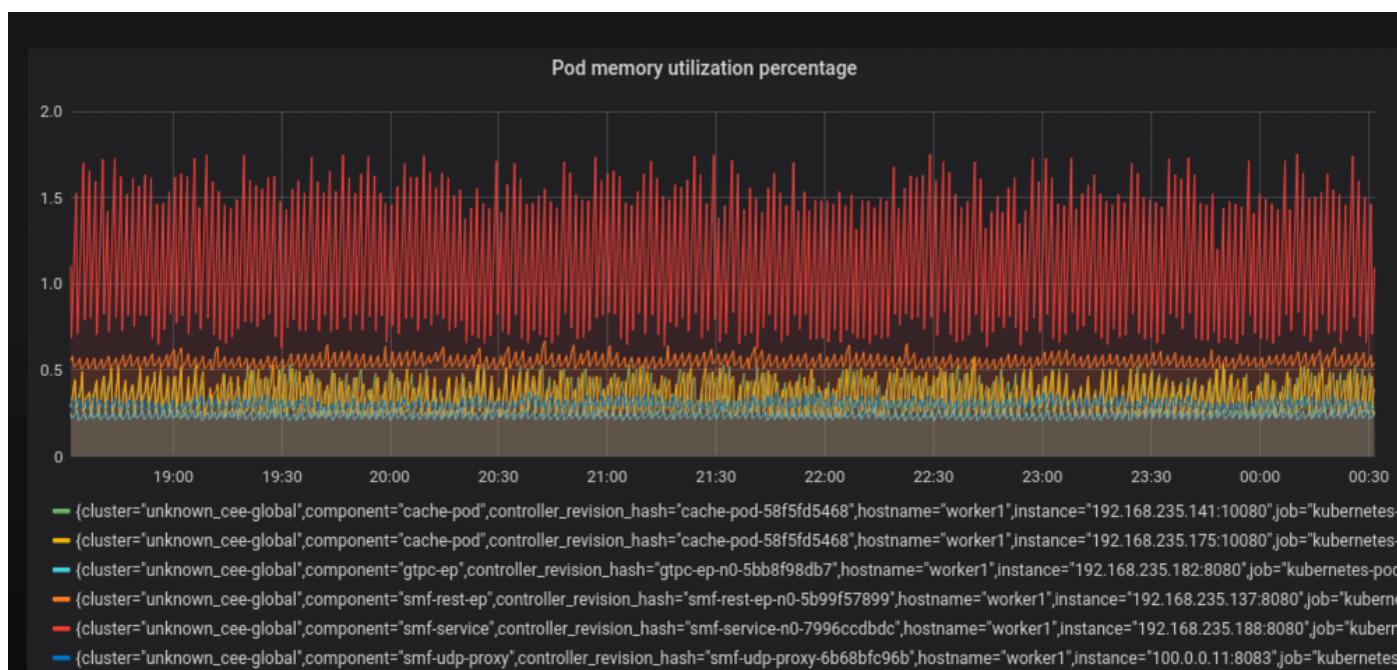 Pod memory utilization percentage
2.0
1.5
1.0
0.5
0
19:00 19:30 20:00 20:30 21:00 21:30 22:00 22:30 23:00 23:30 00:00 00:30
{cluster="unknown_cee-global",component="cache-pod",controller_revision_hash="cache-pod-58f5fd5468",hostname="worker1",instance="192.168.235.141:10080",job="kubernetes-
{cluster="unknown_cee-global",component="cache-pod",controller_revision_hash="cache-pod-58f5fd5468",hostname="worker1",instance="192.168.235.175:10080",job="kubernetes-
{cluster="unknown_cee-global",component="gtpc-ep",controller_revision_hash="gtpc-ep-n0-5bb8f98db7",hostname="worker1",instance="192.168.235.182:8080",job="kubernetes-pod
{cluster="unknown_cee-global",component="smf-rest-ep",controller_revision_hash="smf-rest-ep-n0-5b99f57899",hostname="worker1",instance="192.168.235.137:8080",job="kuberne
{cluster="unknown_cee-global",component="smf-service",controller_revision_hash="smf-service-n0-7996ccdbdc",hostname="worker1",instance="192.168.235.188:8080",job="kuberne
{cluster="unknown_cee-global",component="smf-udp-proxy",controller_revision_hash="smf-udp-proxy-6b68bfc96b",hostname="worker1",instance="100.0.0.11:8083",job="kubernetes-